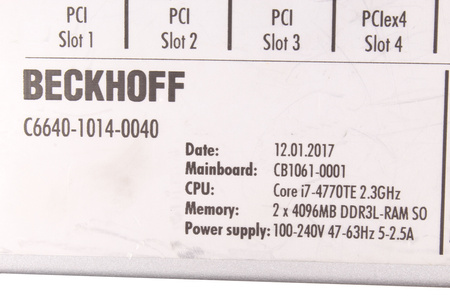 PCI PCI PCI PCIex4
Slot 1 Slot 2 Slot 3 Slot 4
BECKHOFF
C6640-1014-0040
Date: 12.01.2017
Mainboard: CB1061-0001
CPU: Core i7-4770TE 2.3GHz
Memory: 2 x 4096MB DDR3L-RAM SO
Power supply: 100-240V 47-63Hz 5-2.5A